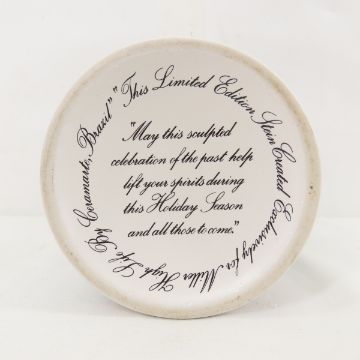 "This Limited Edition Stein Created Exclusively for Miller High Life By Ceramarte, Brazil"
"May this sculpted
celebration of the past help
lift your spirits during
this Holiday Season
and all those to come."